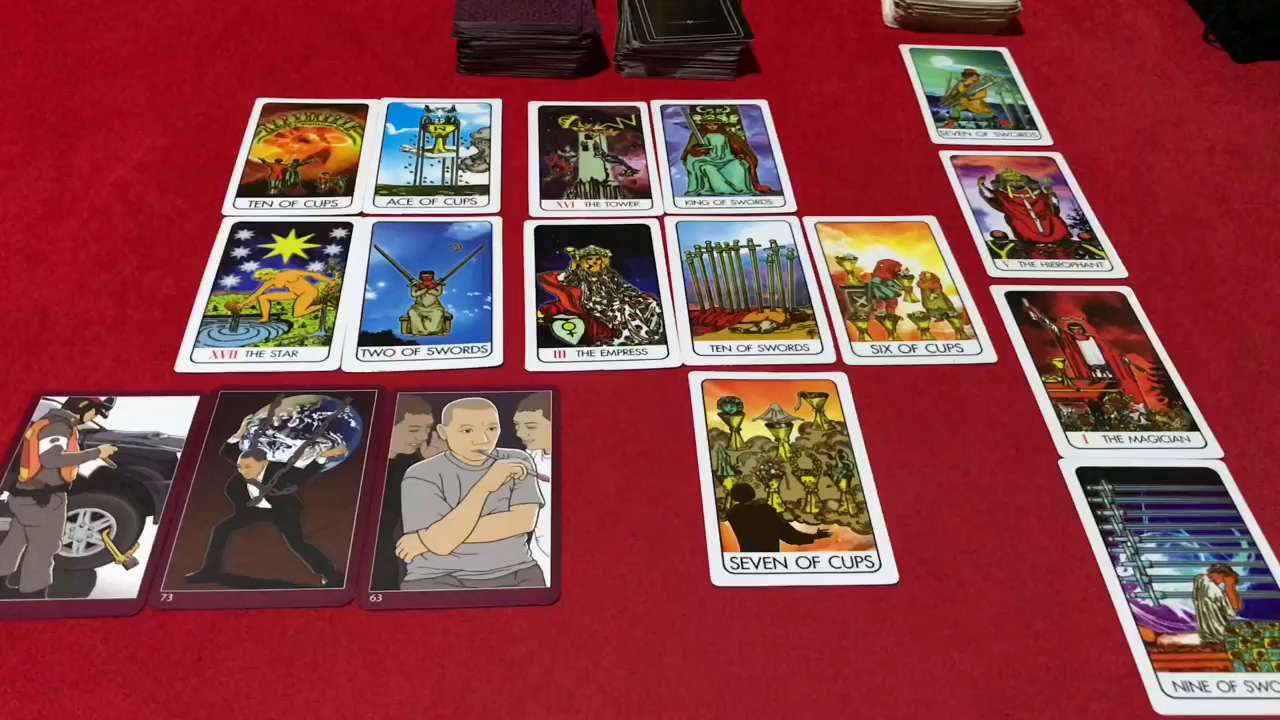 SEVEN OF SWORDS
TEN OF CUPS
ACE OF CUPS
XVI THE TOWER
KING OF SWORDS
V THE HIEROPHANT
XVII THE STAR
TWO OF SWORDS
III THE EMPRESS
TEN OF SWORDS
SIX OF CUPS
I THE MAGICIAN
SEVEN OF CUPS
73
63
NINE OF SWO